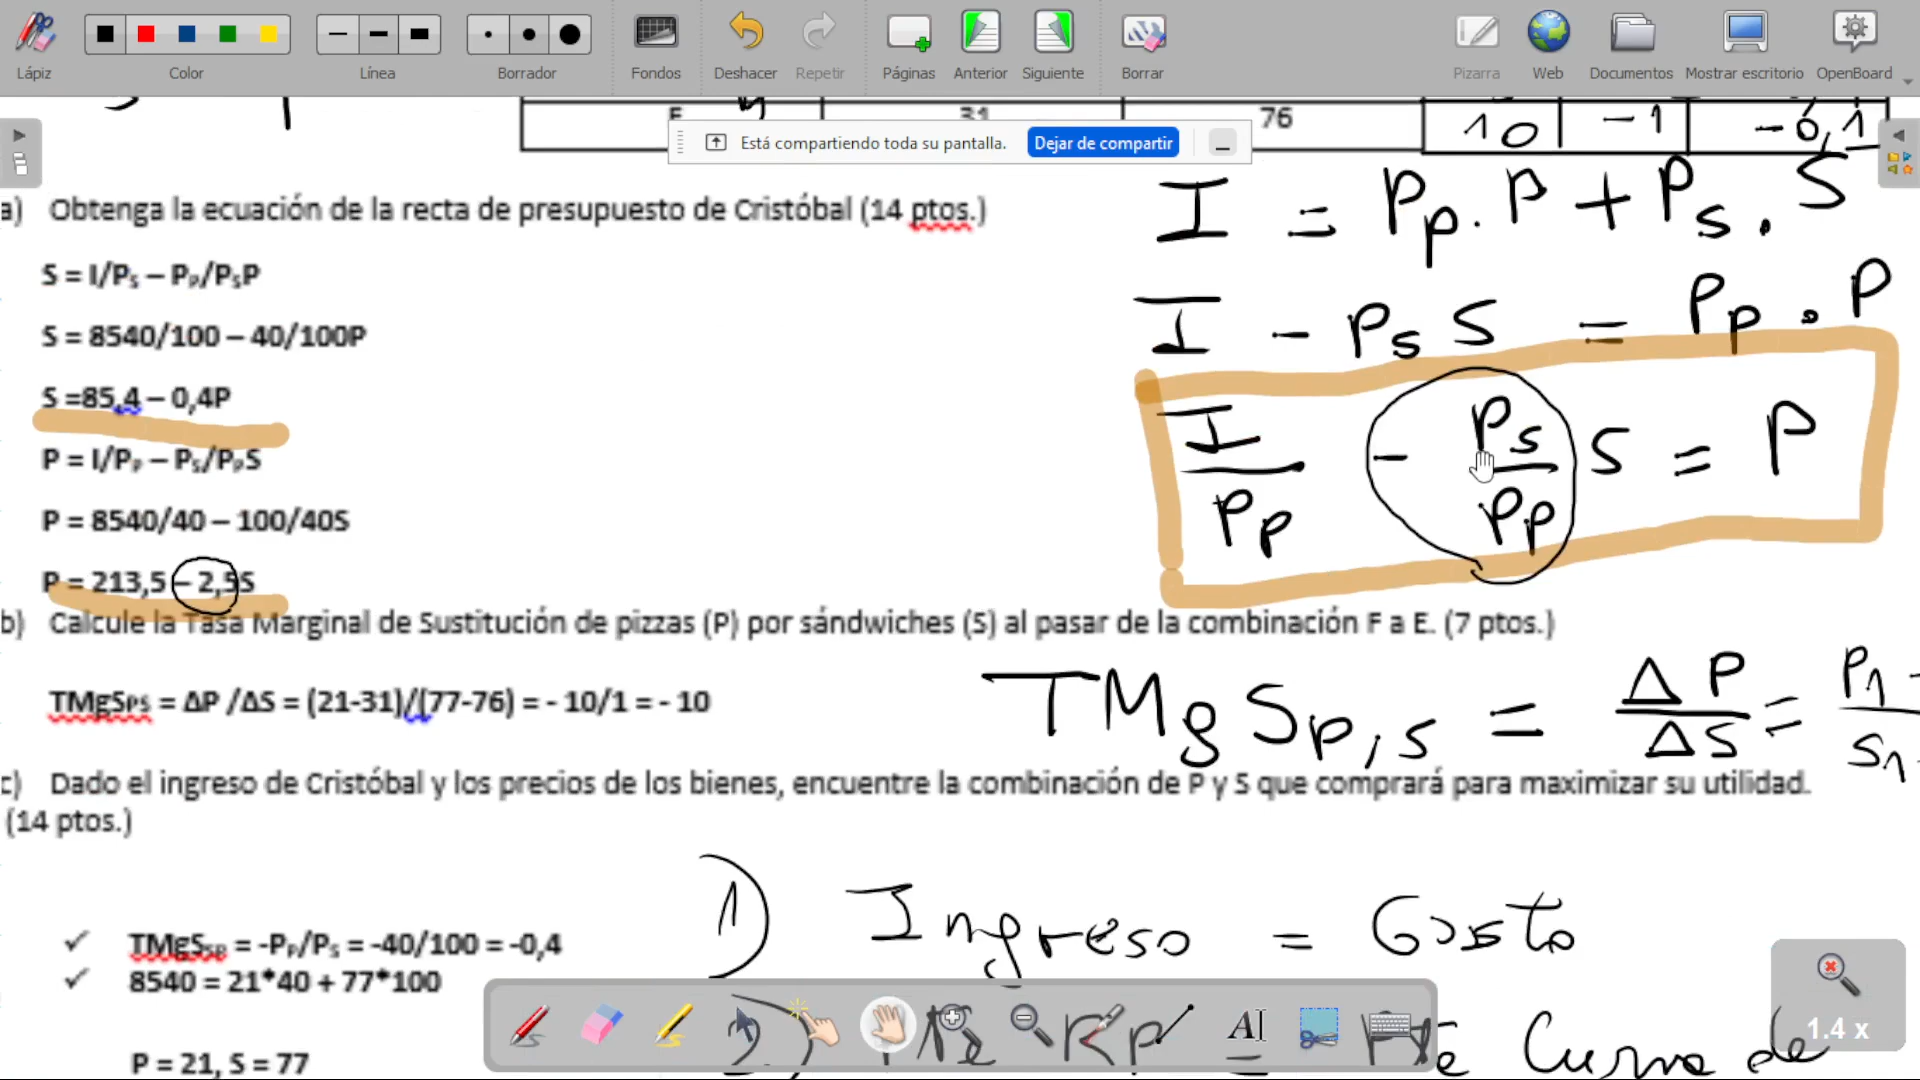 Lápiz
Color
Línea
Borrador
Fondos
Deshacer
Repetir
Páginas
Anterior
Siguiente
Borrar
Pizarra
Web
Documentos
Mostrar escritorio
OpenBoard
31
76
10
-1
-0,1
Está compartiendo toda su pantalla.
Dejar de compartir
a) Obtenga la ecuación de la recta de presupuesto de Cristóbal (14 ptos.)
I = Pp . P + Ps . S
S = I/Ps – Pp/PsP
I - Ps S = Pp . P
S = 8540/100 – 40/100P
S =85,4 – 0,4P
I/Pp - Ps/Pp S = P
P = I/Pp – Ps/PpS
P = 8540/40 – 100/40S
P = 213,5 – 2,5S
b) Calcule la Tasa Marginal de Sustitución de pizzas (P) por sándwiches (S) al pasar de la combinación F a E. (7 ptos.)
TMgSPS = ΔP /ΔS = (21-31)/(77-76) = - 10/1 = - 10
TMgSp,s = ΔP/ΔS = P1 - / S1 -
c) Dado el ingreso de Cristóbal y los precios de los bienes, encuentre la combinación de P y S que comprará para maximizar su utilidad.
(14 ptos.)
1) Ingreso = Gasto
✓ TMgSSP = -Pp/Ps = -40/100 = -0,4
✓ 8540 = 21*40 + 77*100
Curva de
1.4 x
P = 21, S = 77